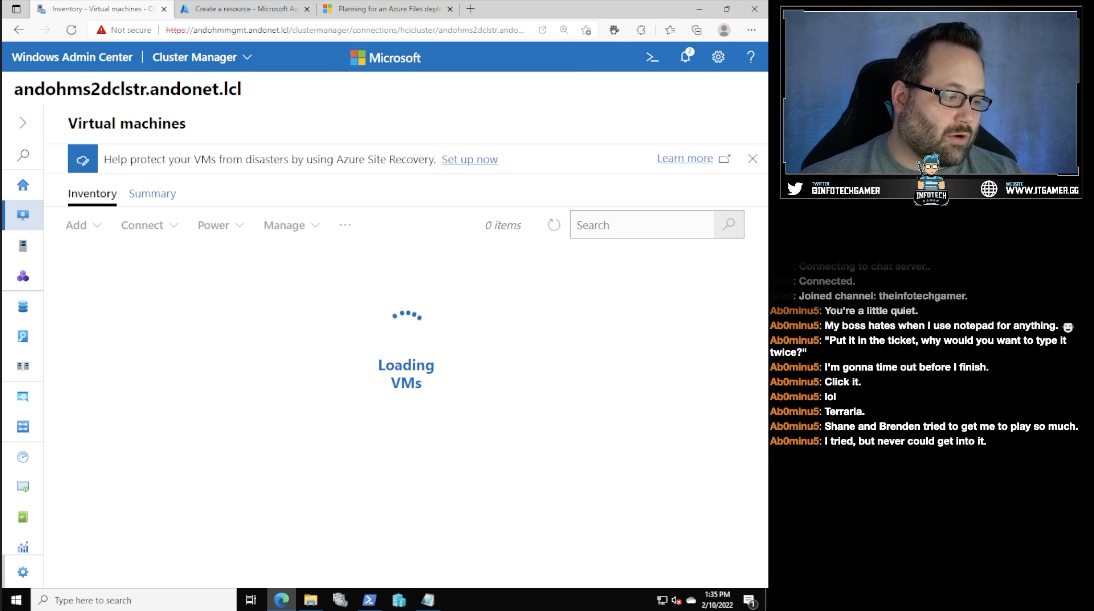 Inventory - Virtual machines - C
Create a resource - Microsoft A
Planning for an Azure Files depl
Not secure
https://andohmmgmt.andonet.lcl/clustermanager/connections/hcicluster/andohms2dclstr.ando...
Windows Admin Center | Cluster Manager
Microsoft
2
?
andohms2dclstr.andonet.lcl
Virtual machines
Help protect your VMs from disasters by using Azure Site Recovery. Set up now
Learn more
Inventory
Summary
Add
Connect
Power
Manage
...
0 items
Search
Loading
VMs
Type here to search
1:35 PM
2/10/2022
1
TWITTER
@INFOTECHGAMER
INFOTECH
GAMER
WEBSITE
WWW.ITGAMER.GG
: Connecting to chat server..
: Connected.
: Joined channel: theinfotechgamer.
Ab0minu5: You're a little quiet.
Ab0minu5: My boss hates when I use notepad for anything.
Ab0minu5: "Put it in the ticket, why would you want to type it
twice?"
Ab0minu5: I'm gonna time out before I finish.
Ab0minu5: Click it.
Ab0minu5: lol
Ab0minu5: Terraria.
Ab0minu5: Shane and Brenden tried to get me to play so much.
Ab0minu5: I tried, but never could get into it.